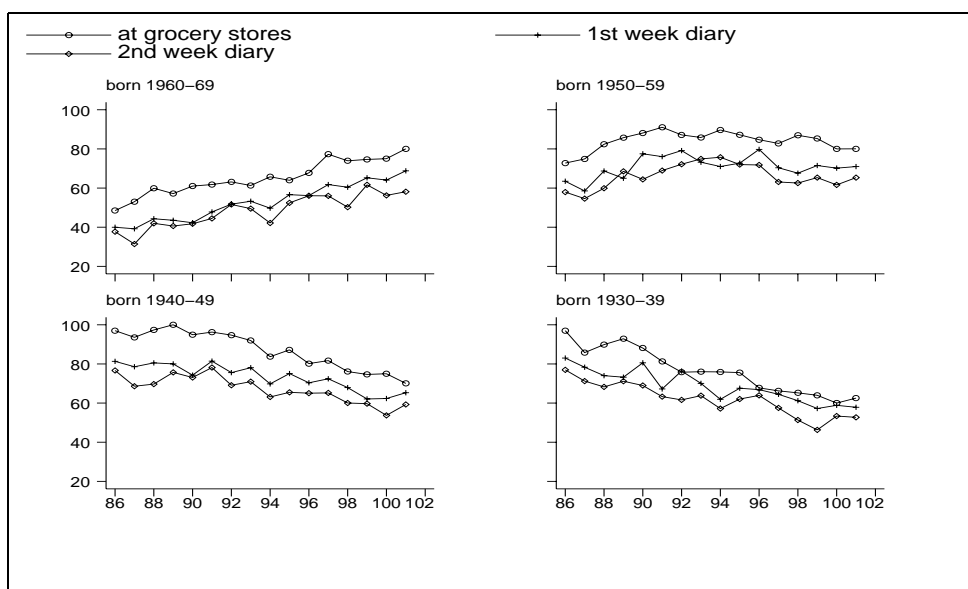 at grocery stores
1st week diary
2nd week diary
born 1960−69
born 1950−59
100
80
60
40
20
born 1940−49
born 1930−39
100
80
60
40
20
86 88 90 92 94 96 98 100 102
86 88 90 92 94 96 98 100 102